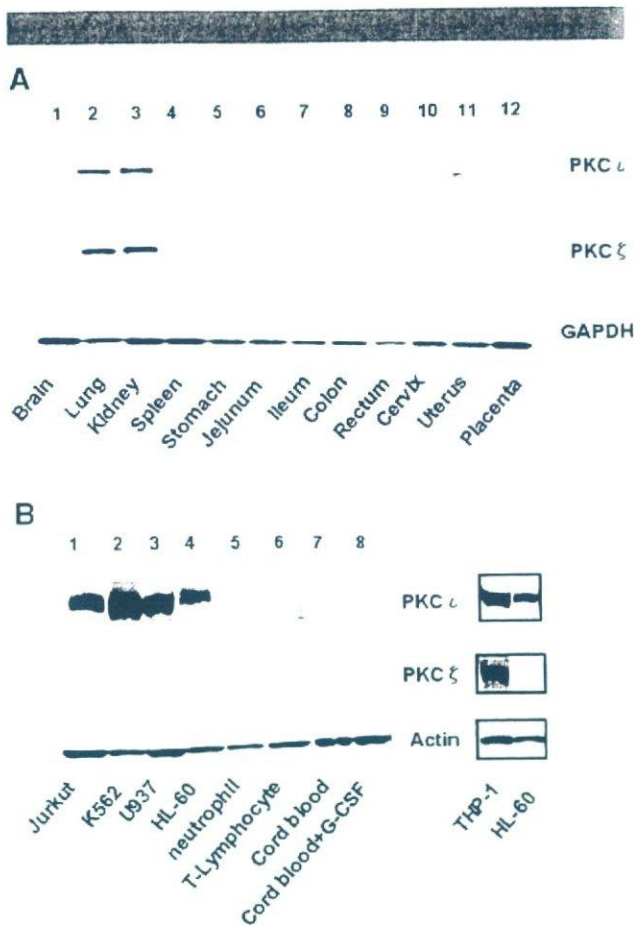 A
1 2 3 4 5 6 7 8 9 10 11 12
PKC ι
PKC ζ
GAPDH
Brain
Lung
Kidney
Spleen
Stomach
Jejunum
Ileum
Colon
Rectum
Cervix
Uterus
Placenta
B
1 2 3 4 5 6 7 8
PKC ι
PKC ζ
Actin
Jurkut
K562
U937
HL-60
neutrophil
T-Lymphocyte
Cord blood
Cord blood+G-CSF
THP-1
HL-60